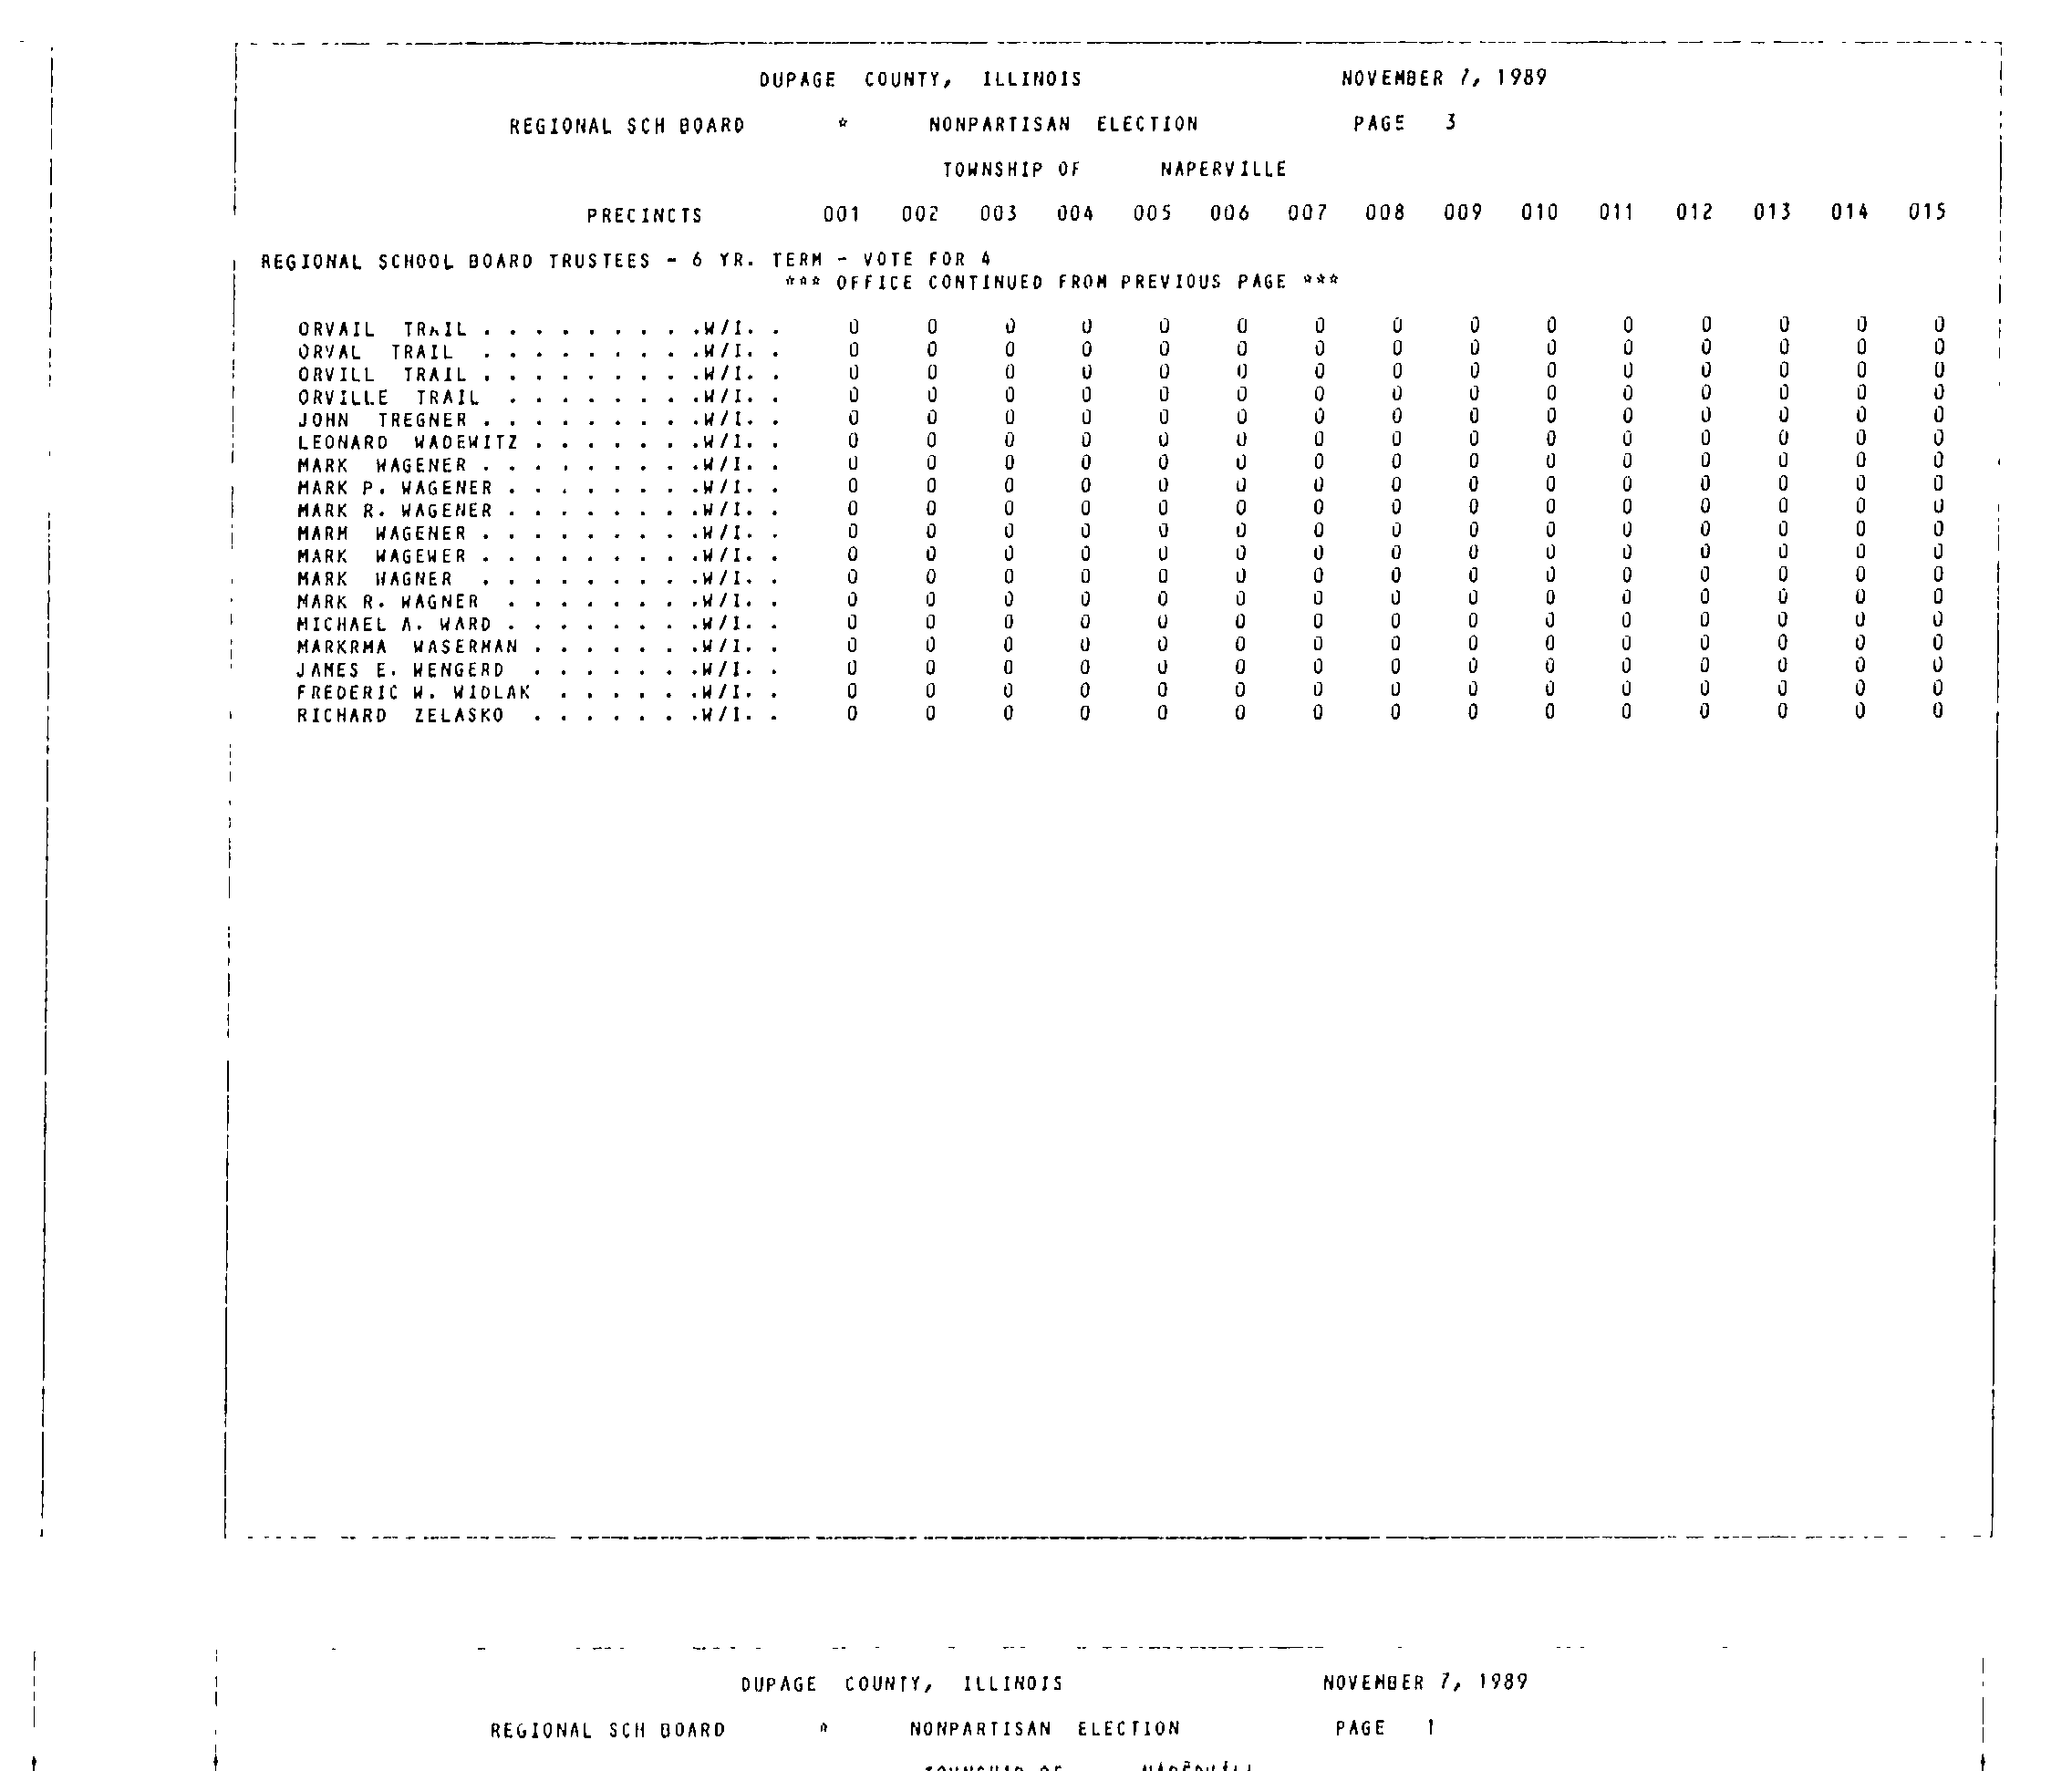 DUPAGE COUNTY, ILLINOIS NOVEMBER 7, 1989
REGIONAL SCH BOARD * NONPARTISAN ELECTION PAGE 3
TOWNSHIP OF NAPERVILLE
PRECINCTS 001 002 003 004 005 006 007 008 009 010 011 012 013 014 015
REGIONAL SCHOOL BOARD TRUSTEES - 6 YR. TERM - VOTE FOR 4
*** OFFICE CONTINUED FROM PREVIOUS PAGE ***
ORVAIL TRAIL . . . . . . . . .W/I. . 0 0 0 0 0 0 0 0 0 0 0 0 0 0 0
ORVAL TRAIL . . . . . . . . .W/I. . 0 0 0 0 0 0 0 0 0 0 0 0 0 0 0
ORVILL TRAIL . . . . . . . . .W/I. . 0 0 0 0 0 0 0 0 0 0 0 0 0 0 0
ORVILLE TRAIL . . . . . . . .W/I. . 0 0 0 0 0 0 0 0 0 0 0 0 0 0 0
JOHN TREGNER . . . . . . . . .W/I. . 0 0 0 0 0 0 0 0 0 0 0 0 0 0 0
LEONARD WADEWITZ . . . . . . .W/I. . 0 0 0 0 0 0 0 0 0 0 0 0 0 0 0
MARK WAGENER . . . . . . . . .W/I. . 0 0 0 0 0 0 0 0 0 0 0 0 0 0 0
MARK P. WAGENER . . . . . . . .W/I. . 0 0 0 0 0 0 0 0 0 0 0 0 0 0 0
MARK R. WAGENER . . . . . . . .W/I. . 0 0 0 0 0 0 0 0 0 0 0 0 0 0 0
MARM WAGENER . . . . . . . . .W/I. . 0 0 0 0 0 0 0 0 0 0 0 0 0 0 0
MARK WAGEWER . . . . . . . . .W/I. . 0 0 0 0 0 0 0 0 0 0 0 0 0 0 0
MARK WAGNER . . . . . . . . .W/I. . 0 0 0 0 0 0 0 0 0 0 0 0 0 0 0
MARK R. WAGNER . . . . . . . .W/I. . 0 0 0 0 0 0 0 0 0 0 0 0 0 0 0
MICHAEL A. WARD . . . . . . . .W/I. . 0 0 0 0 0 0 0 0 0 0 0 0 0 0 0
MARKRMA WASERMAN . . . . . . .W/I. . 0 0 0 0 0 0 0 0 0 0 0 0 0 0 0
JAMES E. WENGERD . . . . . . .W/I. . 0 0 0 0 0 0 0 0 0 0 0 0 0 0 0
FREDERIC W. WIDLAK . . . . . .W/I. . 0 0 0 0 0 0 0 0 0 0 0 0 0 0 0
RICHARD ZELASKO . . . . . . .W/I. . 0 0 0 0 0 0 0 0 0 0 0 0 0 0 0
DUPAGE COUNTY, ILLINOIS NOVEMBER 7, 1989
REGIONAL SCH BOARD * NONPARTISAN ELECTION PAGE 1